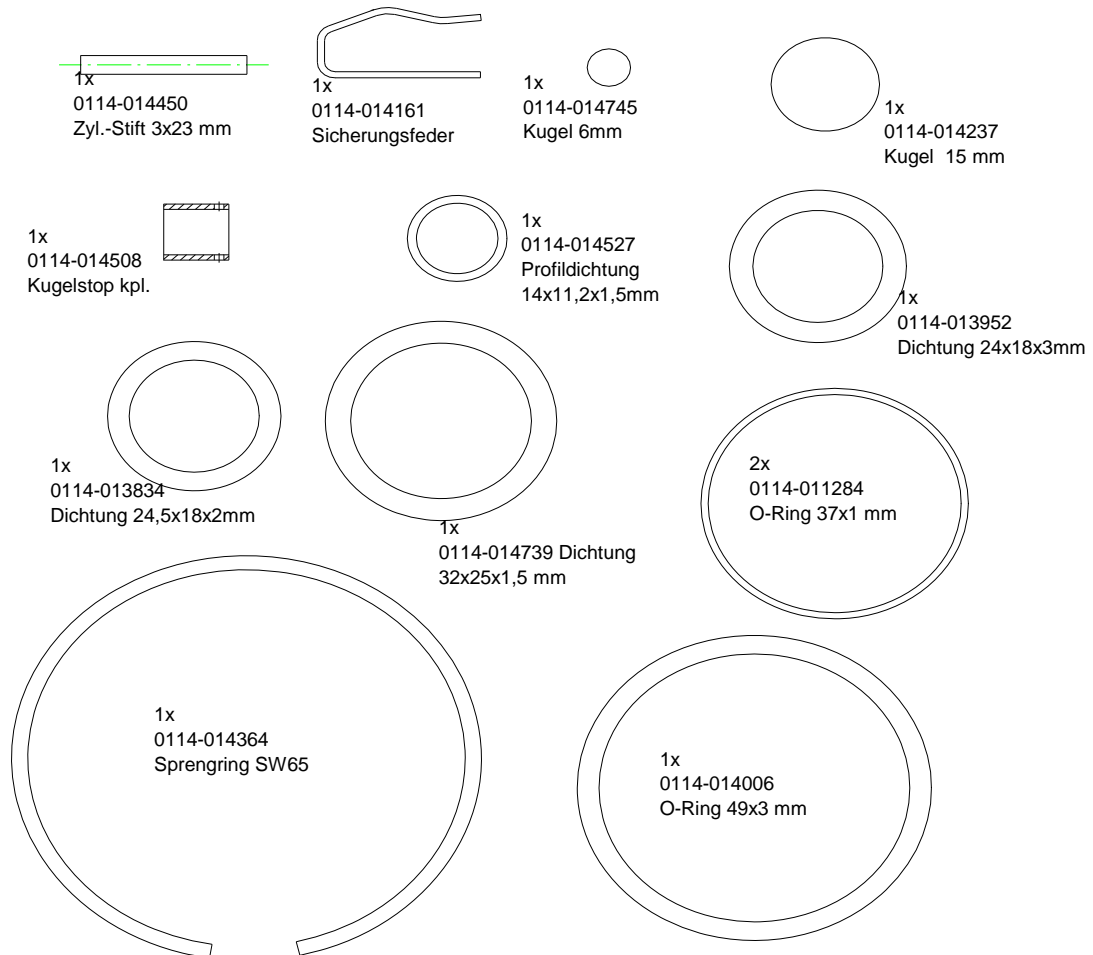 1x
0114-014450
Zyl.-Stift 3x23 mm
1x
0114-014161
Sicherungsfeder
1x
0114-014745
Kugel 6mm
1x
0114-014237
Kugel  15 mm
1x
0114-014508
Kugelstop kpl.
1x
0114-014527
Profildichtung
14x11,2x1,5mm
1x
0114-013952
Dichtung 24x18x3mm
1x
0114-013834
Dichtung 24,5x18x2mm
1x
0114-014739 Dichtung
32x25x1,5 mm
2x
0114-011284
O-Ring 37x1 mm
1x
0114-014364
Sprengring SW65
1x
0114-014006
O-Ring 49x3 mm